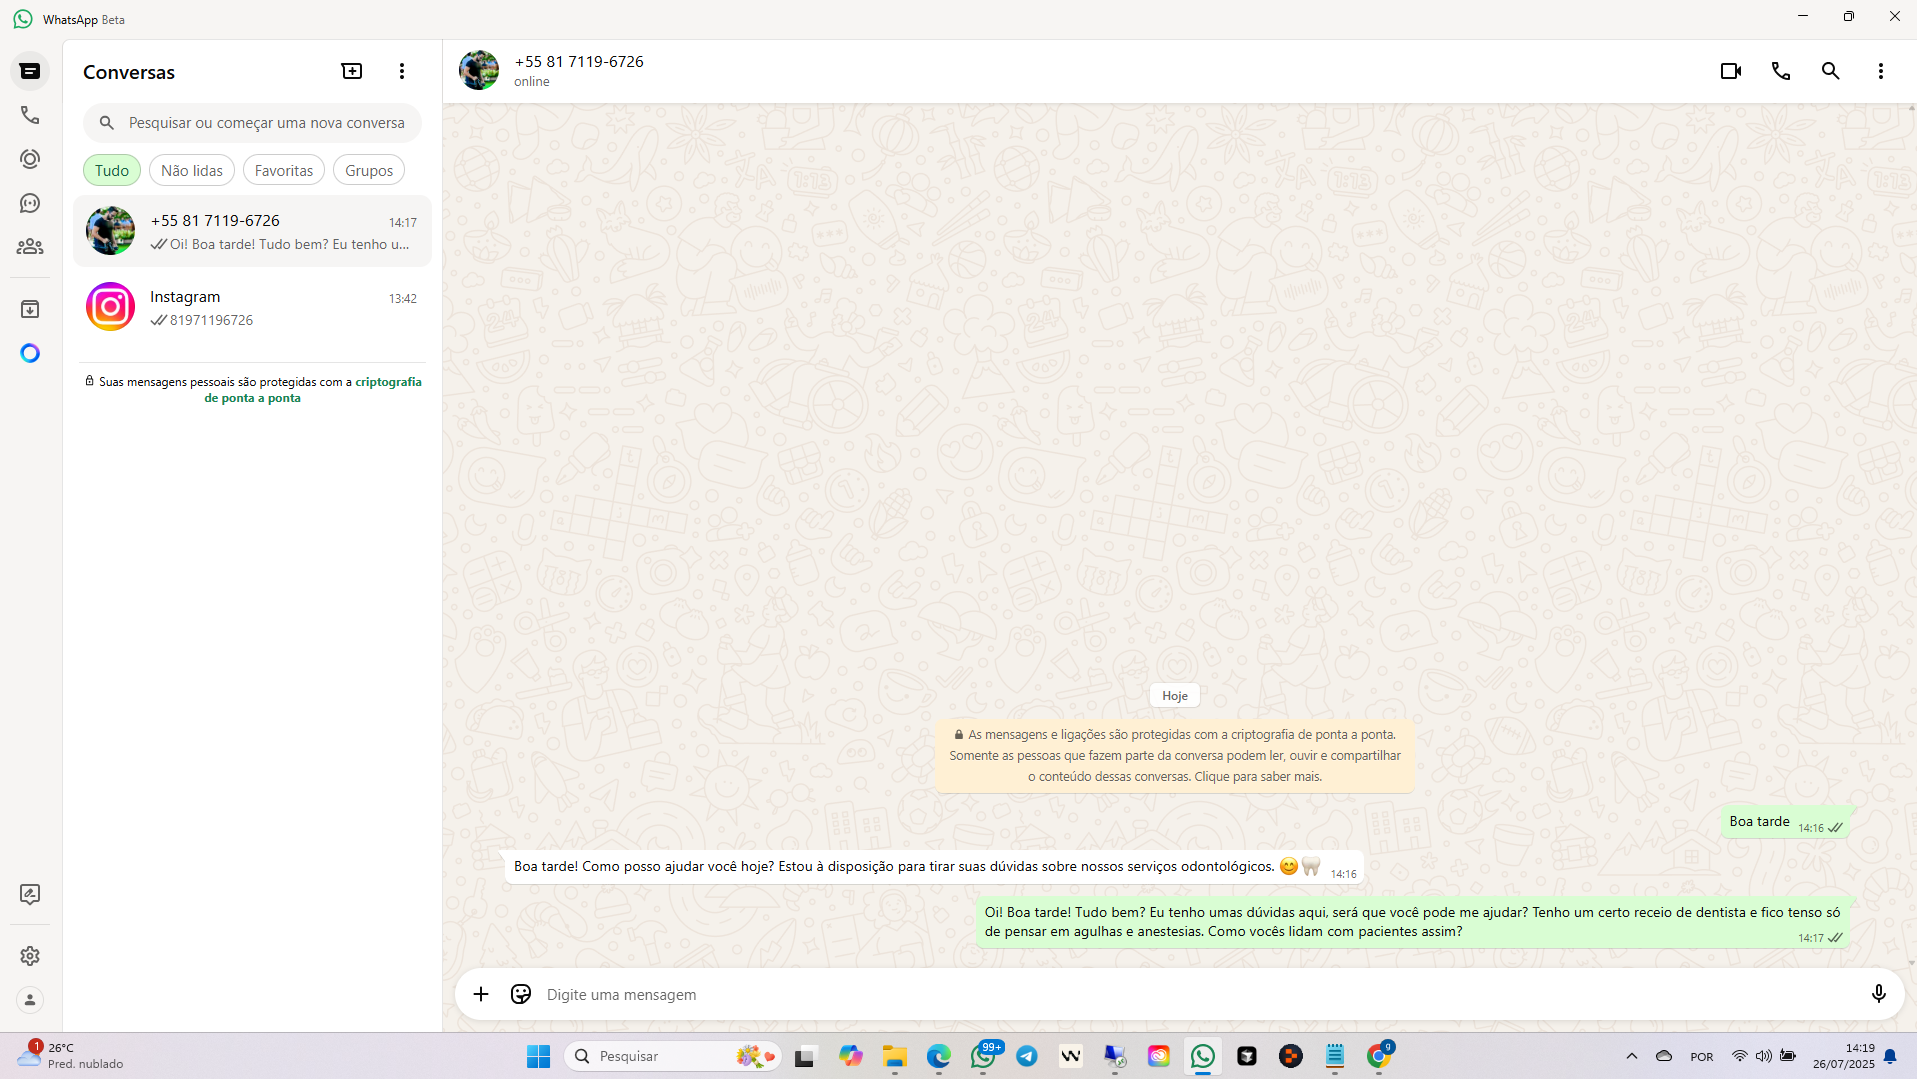 WhatsApp Beta
Conversas
Pesquisar ou começar uma nova conversa
Tudo
Não lidas
Favoritas
Grupos
+55 81 7119-6726
14:17
Oi! Boa tarde! Tudo bem? Eu tenho u...
Instagram
13:42
81971196726
Suas mensagens pessoais são protegidas com a criptografia
de ponta a ponta
+55 81 7119-6726
online
Hoje
As mensagens e ligações são protegidas com a criptografia de ponta a ponta.
Somente as pessoas que fazem parte da conversa podem ler, ouvir e compartilhar
o conteúdo dessas conversas. Clique para saber mais.
Boa tarde
14:16
Boa tarde! Como posso ajudar você hoje? Estou à disposição para tirar suas dúvidas sobre nossos serviços odontológicos. 😊🦷
14:16
Oi! Boa tarde! Tudo bem? Eu tenho umas dúvidas aqui, será que você pode me ajudar? Tenho um certo receio de dentista e fico tenso só
de pensar em agulhas e anestesias. Como vocês lidam com pacientes assim?
14:17
Digite uma mensagem
1
26°C
Pred. nublado
Pesquisar
99+
9
POR
14:19
26/07/2025